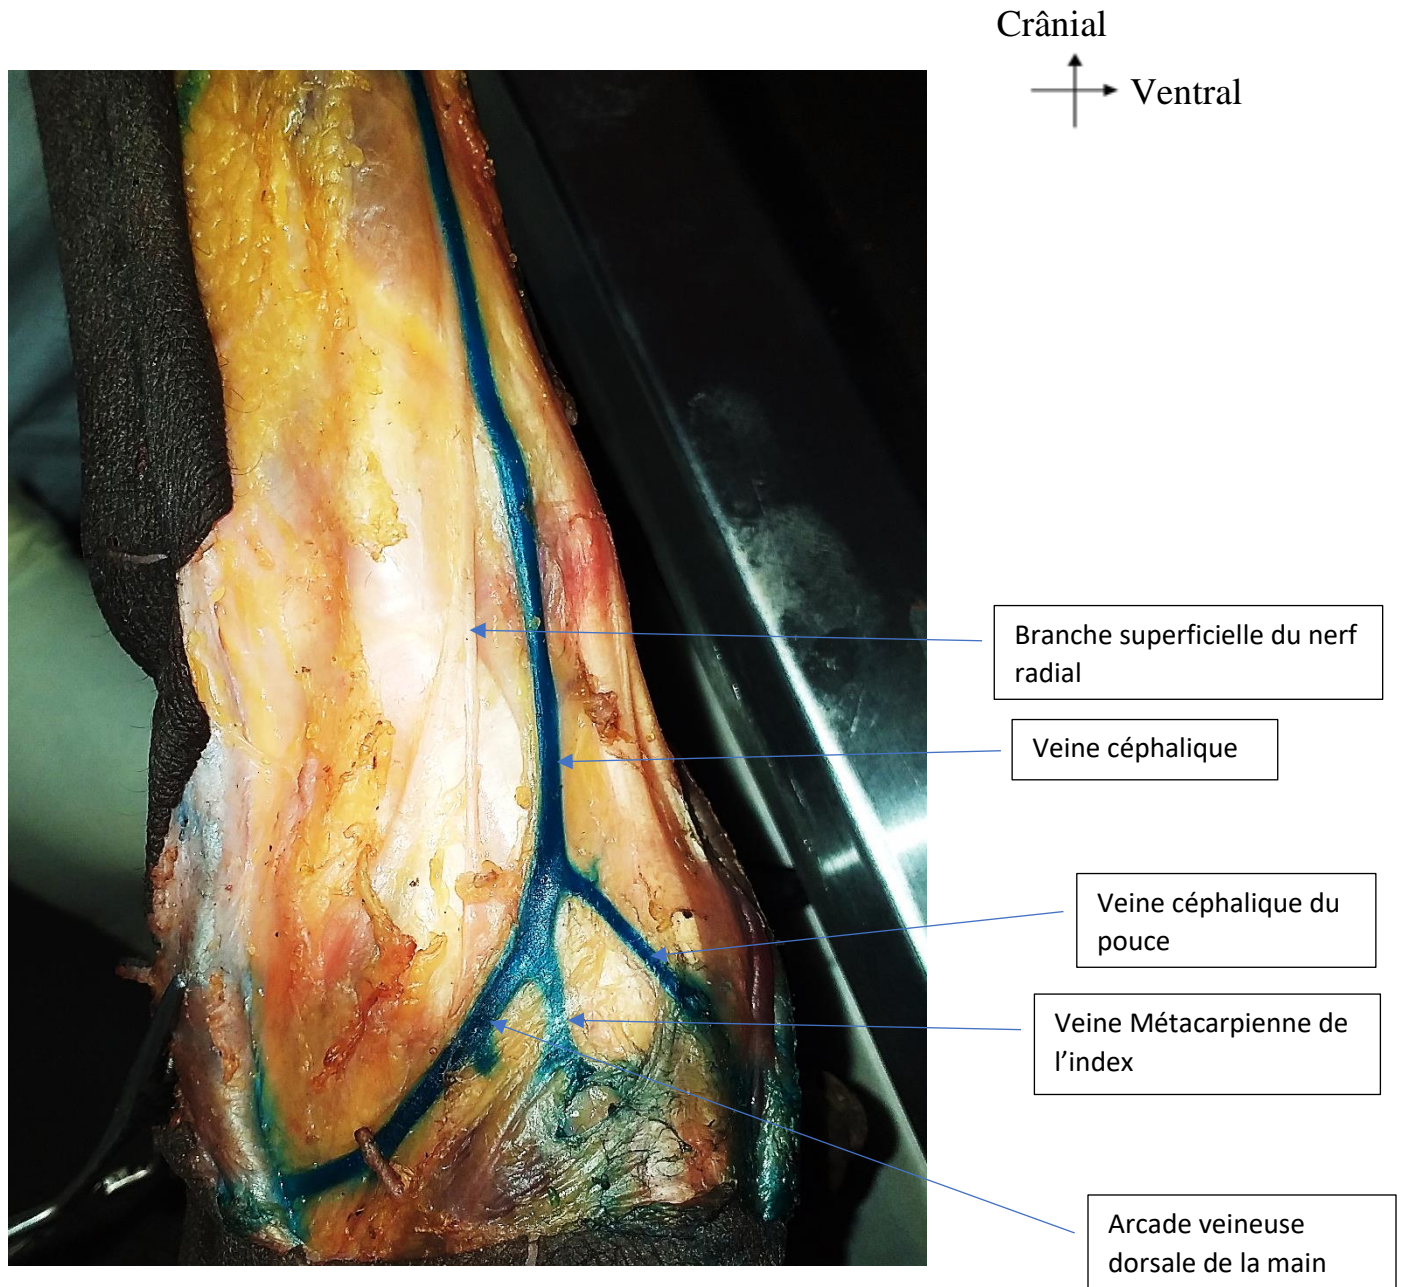 Crânial
Ventral
Branche superficielle du nerf
radial
Veine céphalique
Veine céphalique du
pouce
Veine Métacarpienne de
l’index
Arcade veineuse
dorsale de la main